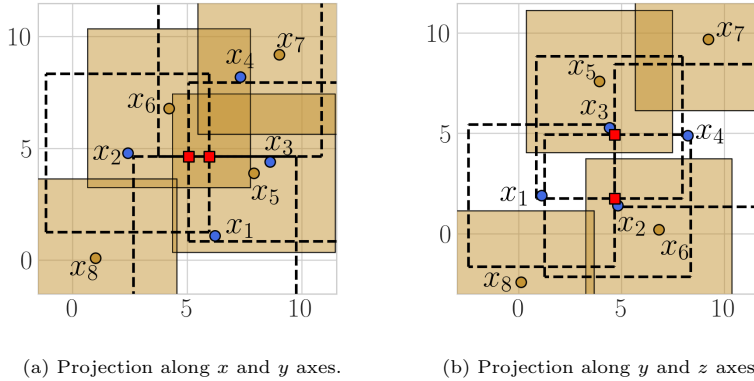 10
5
0
x₇
x₄
x₆
x₂
x₃
x₅
x₁
x₈
0
5
10
(a) Projection along x and y axes.
10
5
0
x₇
x₅
x₃
x₄
x₁
x₂
x₆
x₈
0
5
10
(b) Projection along y and z axes